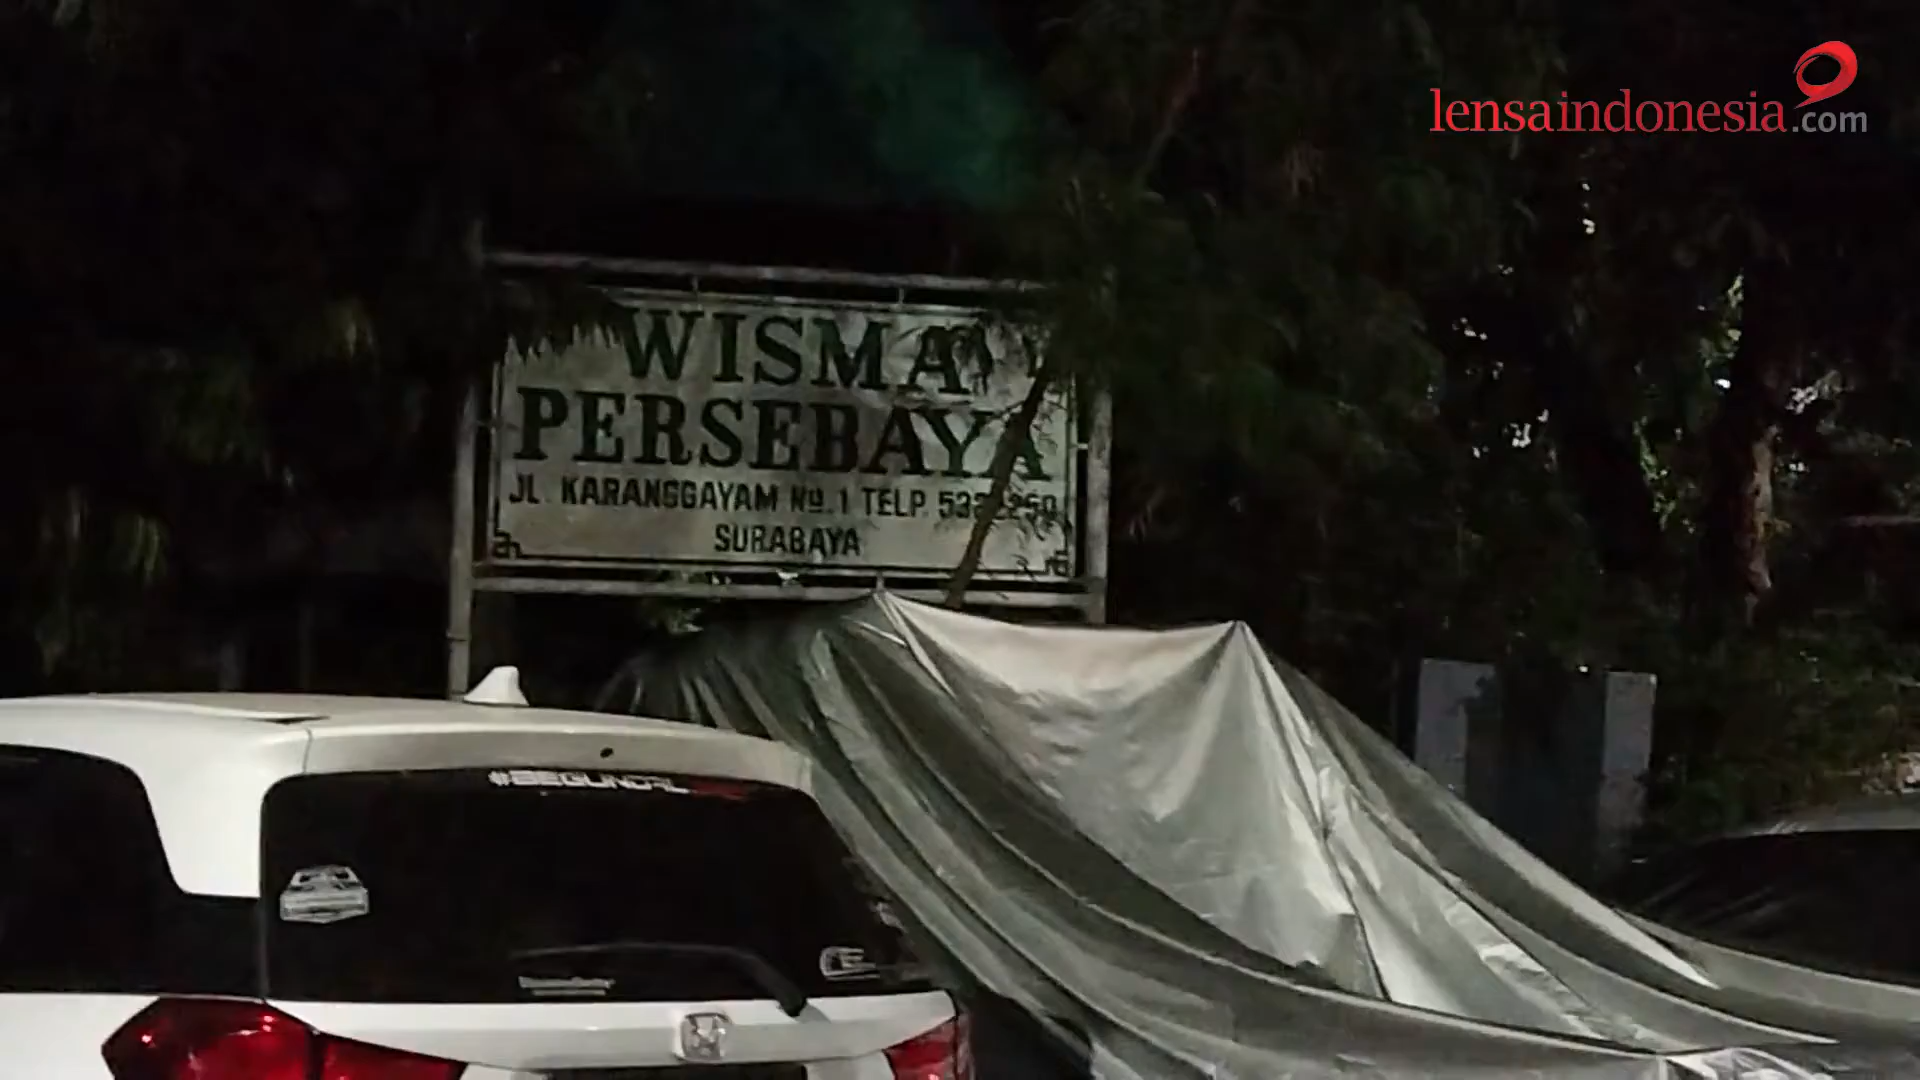 lensaindonesia.com
WISMA
PERSEBAYA
JL. KARANGGAYAM No.1 TELP.
SURABAYA